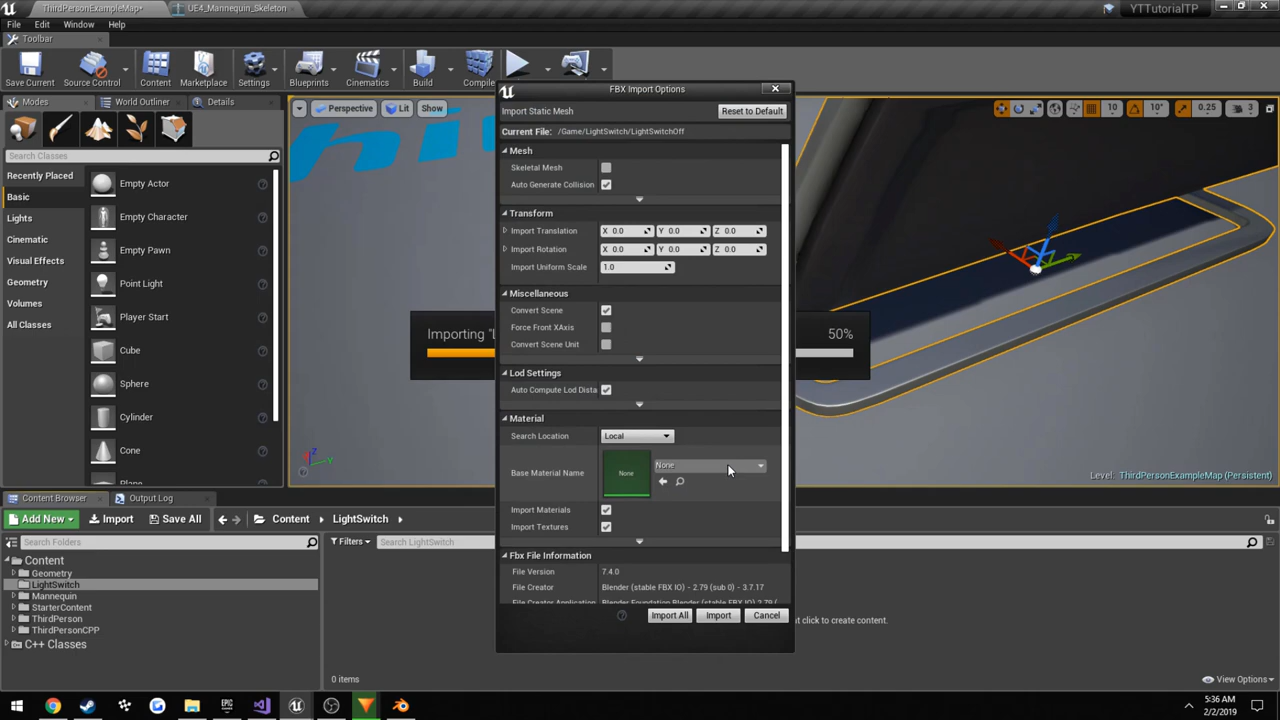 ThirdPersonExampleMap*
UE4_Mannequin_Skeleton
YTTutorialTP
File Edit Window Help
Toolbar
Save Current
Source Control
Content
Marketplace
Settings
Blueprints
Cinematics
Build
Compile
Modes
World Outliner
Details
Search Classes
Recently Placed
Basic
Lights
Cinematic
Visual Effects
Geometry
Volumes
All Classes
Empty Actor
Empty Character
Empty Pawn
Point Light
Player Start
Cube
Sphere
Cylinder
Cone
Plane
Perspective
Lit
Show
10
10°
0.25
3
Importing "L
50%
FBX Import Options
Import Static Mesh
Reset to Default
Current File: /Game/LightSwitch/LightSwitchOff
Mesh
Skeletal Mesh
Auto Generate Collision
Transform
Import Translation X 0.0 Y 0.0 Z 0.0
Import Rotation X 0.0 Y 0.0 Z 0.0
Import Uniform Scale 1.0
Miscellaneous
Convert Scene
Force Front XAxis
Convert Scene Unit
Lod Settings
Auto Compute Lod Dista
Material
Search Location Local
Base Material Name None None
Import Materials
Import Textures
Fbx File Information
File Version 7.4.0
File Creator Blender (stable FBX IO) - 2.79 (sub 0) - 3.7.17
Import All
Import
Cancel
Level: ThirdPersonExampleMap (Persistent)
Content Browser
Output Log
Add New
Import
Save All
Content
LightSwitch
Search Folders
Filters
Search LightSwitch
Content
Geometry
LightSwitch
Mannequin
StarterContent
ThirdPerson
ThirdPersonCPP
C++ Classes
t click to create content.
0 items
View Options
5:36 AM
2/2/2019